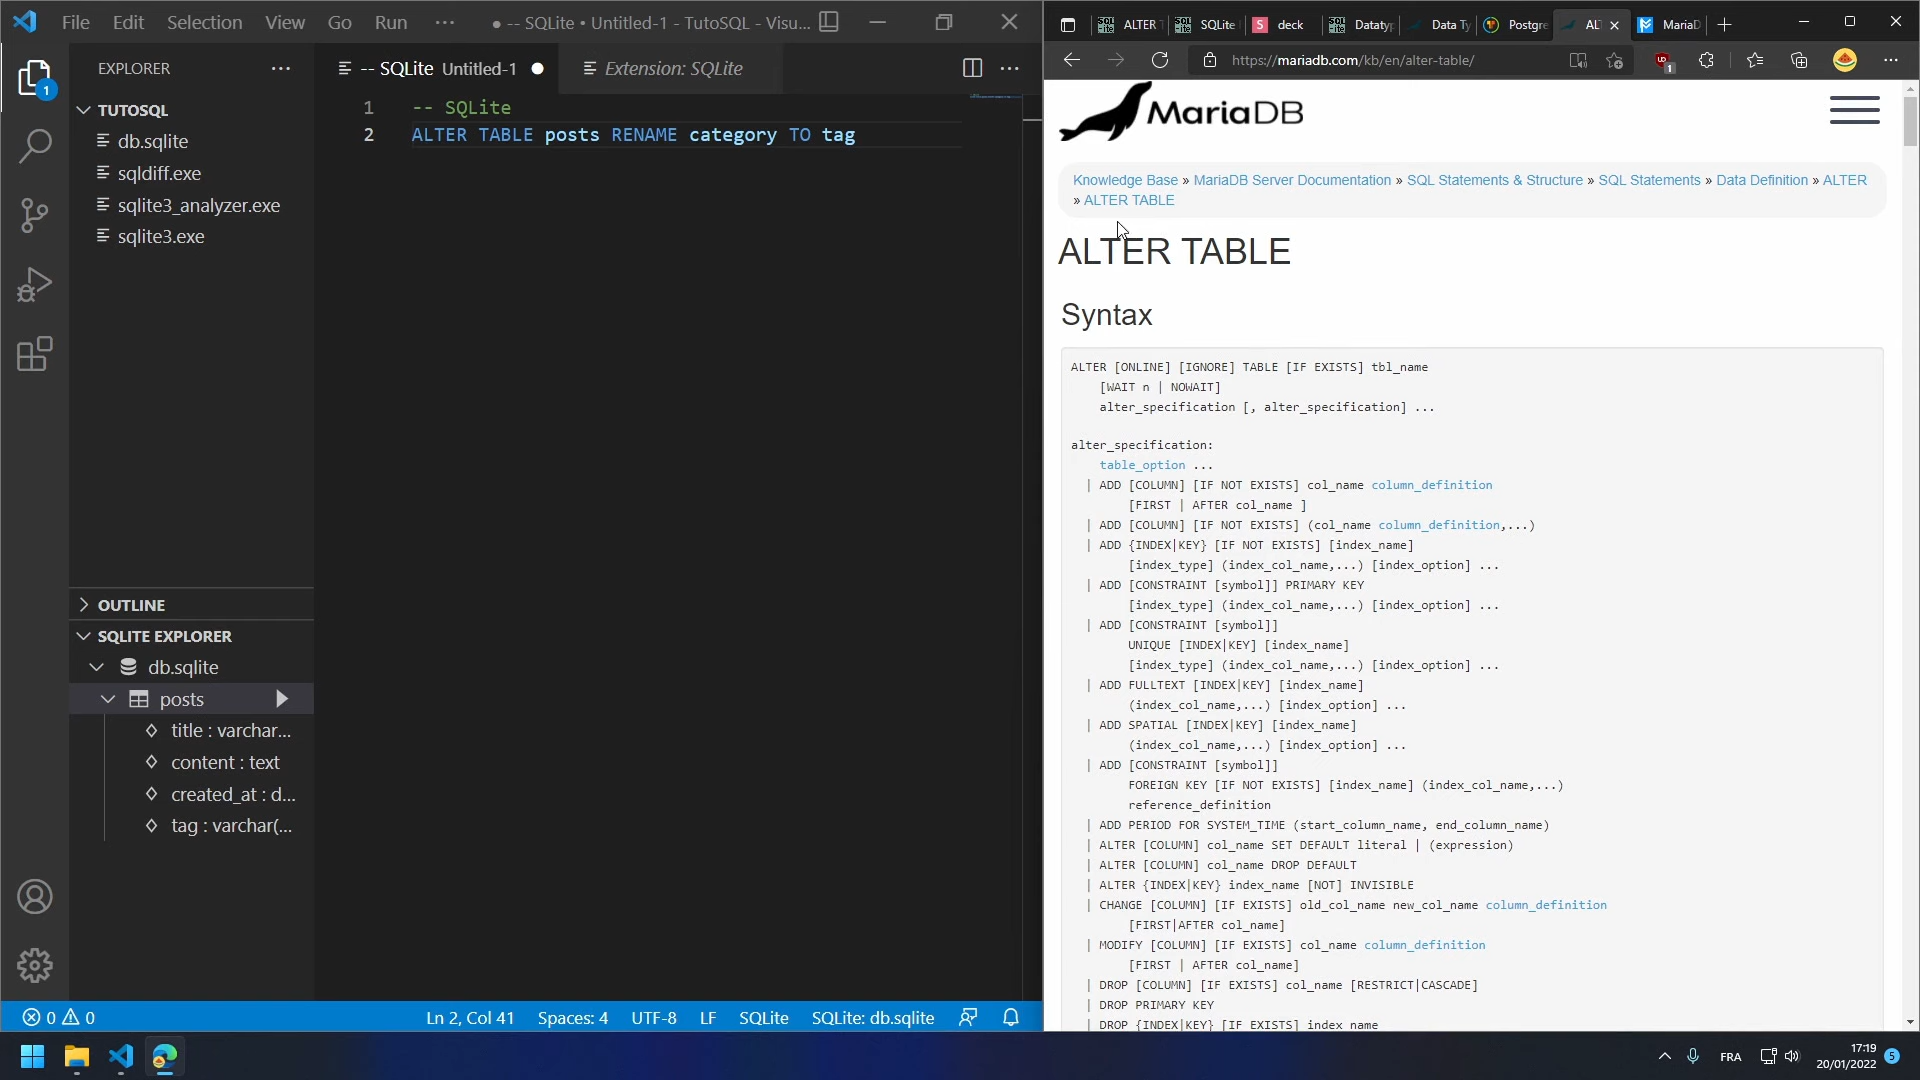 File Edit Selection View Go Run ··· ● -- SQLite • Untitled-1 - TutoSQL - Visu...
EXPLORER ···
TUTOSQL
db.sqlite
sqldiff.exe
sqlite3_analyzer.exe
sqlite3.exe
OUTLINE
SQLITE EXPLORER
db.sqlite
posts
title : varchar...
content : text
created_at : d...
tag : varchar(...
1
-- SQLite Untitled-1 ●
Extension: SQLite
1 -- SQLite
2 ALTER TABLE posts RENAME category TO tag
0 0
Ln 2, Col 41 Spaces: 4 UTF-8 LF SQLite SQLite: db.sqlite
ALTER T
SQLite
deck
Dataty
Data Ty
Postgre
AL
MariaD
https://mariadb.com/kb/en/alter-table/
1
MariaDB
Knowledge Base » MariaDB Server Documentation » SQL Statements & Structure » SQL Statements » Data Definition » ALTER
» ALTER TABLE
ALTER TABLE
Syntax
ALTER [ONLINE] [IGNORE] TABLE [IF EXISTS] tbl_name
[WAIT n | NOWAIT]
alter_specification [, alter_specification] ...
alter_specification:
table_option ...
| ADD [COLUMN] [IF NOT EXISTS] col_name column_definition
[FIRST | AFTER col_name ]
| ADD [COLUMN] [IF NOT EXISTS] (col_name column_definition,...)
| ADD {INDEX|KEY} [IF NOT EXISTS] [index_name]
[index_type] (index_col_name,...) [index_option] ...
| ADD [CONSTRAINT [symbol]] PRIMARY KEY
[index_type] (index_col_name,...) [index_option] ...
| ADD [CONSTRAINT [symbol]]
UNIQUE [INDEX|KEY] [index_name]
[index_type] (index_col_name,...) [index_option] ...
| ADD FULLTEXT [INDEX|KEY] [index_name]
(index_col_name,...) [index_option] ...
| ADD SPATIAL [INDEX|KEY] [index_name]
(index_col_name,...) [index_option] ...
| ADD [CONSTRAINT [symbol]]
FOREIGN KEY [IF NOT EXISTS] [index_name] (index_col_name,...)
reference_definition
| ADD PERIOD FOR SYSTEM_TIME (start_column_name, end_column_name)
| ALTER [COLUMN] col_name SET DEFAULT literal | (expression)
| ALTER [COLUMN] col_name DROP DEFAULT
| ALTER {INDEX|KEY} index_name [NOT] INVISIBLE
| CHANGE [COLUMN] [IF EXISTS] old_col_name new_col_name column_definition
[FIRST|AFTER col_name]
| MODIFY [COLUMN] [IF EXISTS] col_name column_definition
[FIRST | AFTER col_name]
| DROP [COLUMN] [IF EXISTS] col_name [RESTRICT|CASCADE]
| DROP PRIMARY KEY
| DROP {INDEX|KEY} [IF EXISTS] index_name
FRA
17:19
20/01/2022
5